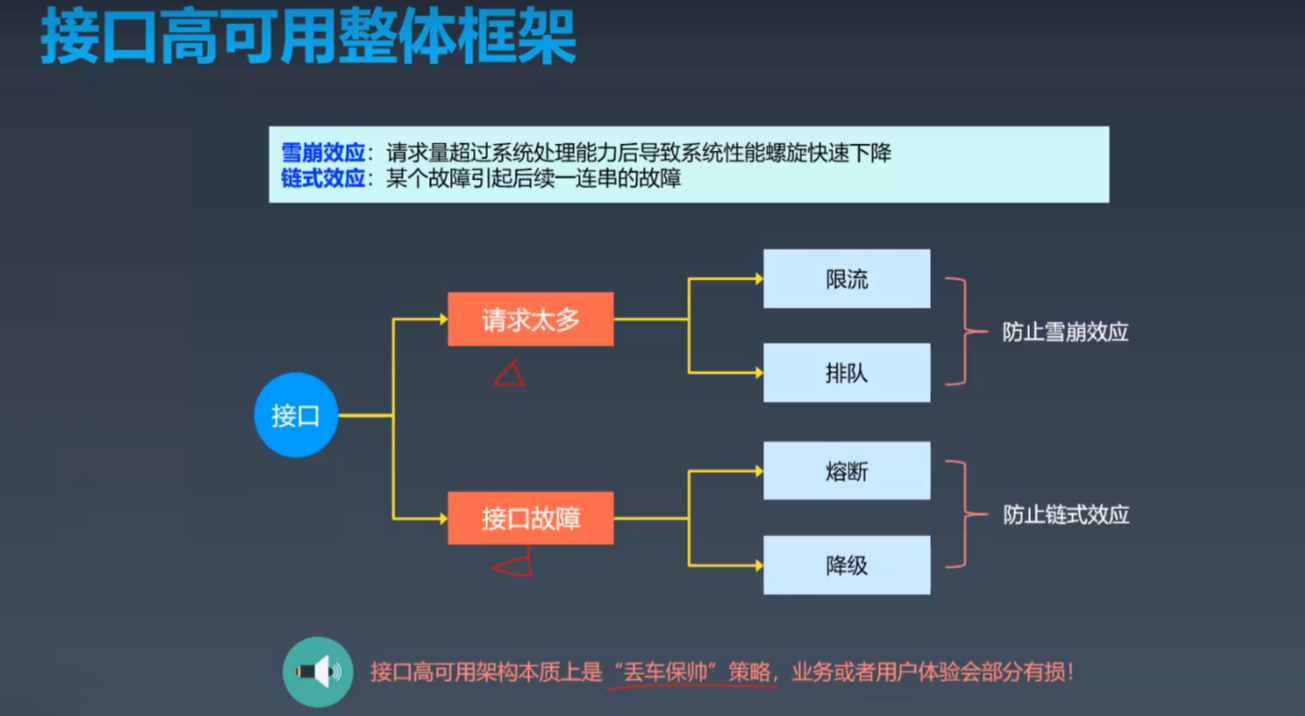 接口高可用整体框架
雪崩效应：请求量超过系统处理能力后导致系统性能螺旋快速下降
链式效应：某个故障引起后续一连串的故障
接口
请求太多
限流
排队
防止雪崩效应
接口故障
熔断
降级
防止链式效应
接口高可用架构本质上是“丢车保帅”策略，业务或者用户体验会部分有损！